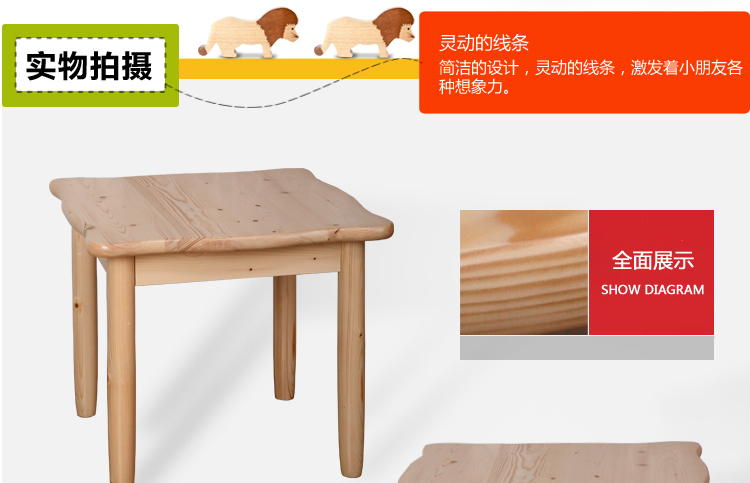 实物拍摄
灵动的线条
简洁的设计，灵动的线条，激发着小朋友各
种想象力。
全面展示
SHOW DIAGRAM